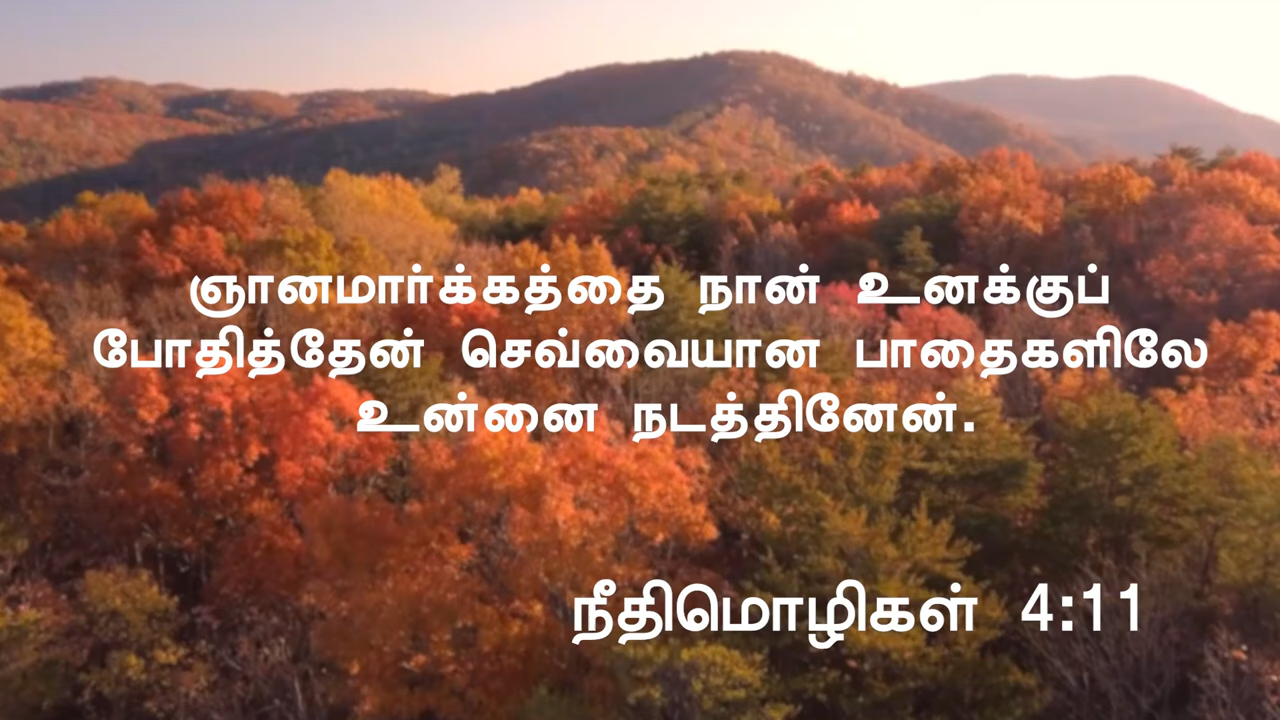 ஞானமார்க்கத்தை நான் உனக்குப்
போதித்தேன் செவ்வையான பாதைகளிலே
உன்னை நடத்தினேன்.
நீதிமொழிகள் 4:11